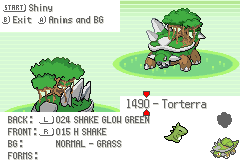 START Shiny
B Exit A Anims and BG
1490 - Torterra
BACK: L 024 SHAKE GLOW GREEN
FRONT: R 015 H SHAKE
BG: NORMAL - GRASS
FORMS: